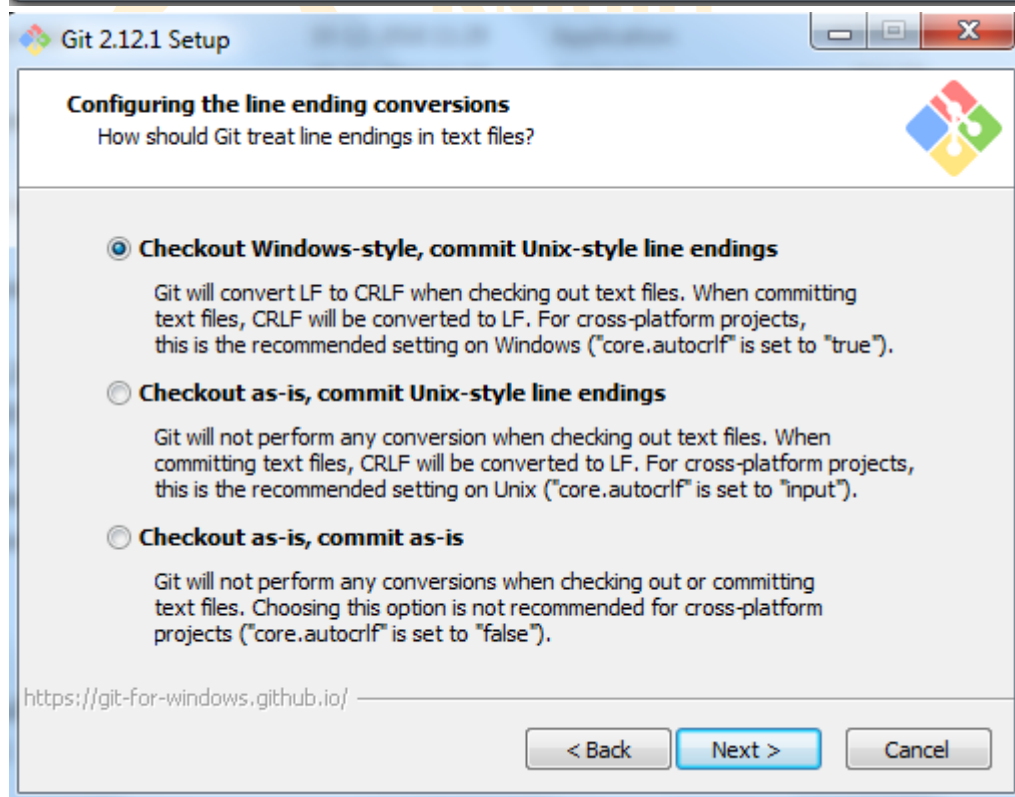 Git 2.12.1 Setup
Configuring the line ending conversions
How should Git treat line endings in text files?
Checkout Windows-style, commit Unix-style line endings
Git will convert LF to CRLF when checking out text files. When committing
text files, CRLF will be converted to LF. For cross-platform projects,
this is the recommended setting on Windows ("core.autocrlf" is set to "true").
Checkout as-is, commit Unix-style line endings
Git will not perform any conversion when checking out text files. When
committing text files, CRLF will be converted to LF. For cross-platform projects,
this is the recommended setting on Unix ("core.autocrlf" is set to "input").
Checkout as-is, commit as-is
Git will not perform any conversions when checking out or committing
text files. Choosing this option is not recommended for cross-platform
projects ("core.autocrlf" is set to "false").
https://git-for-windows.github.io/
< Back
Next >
Cancel